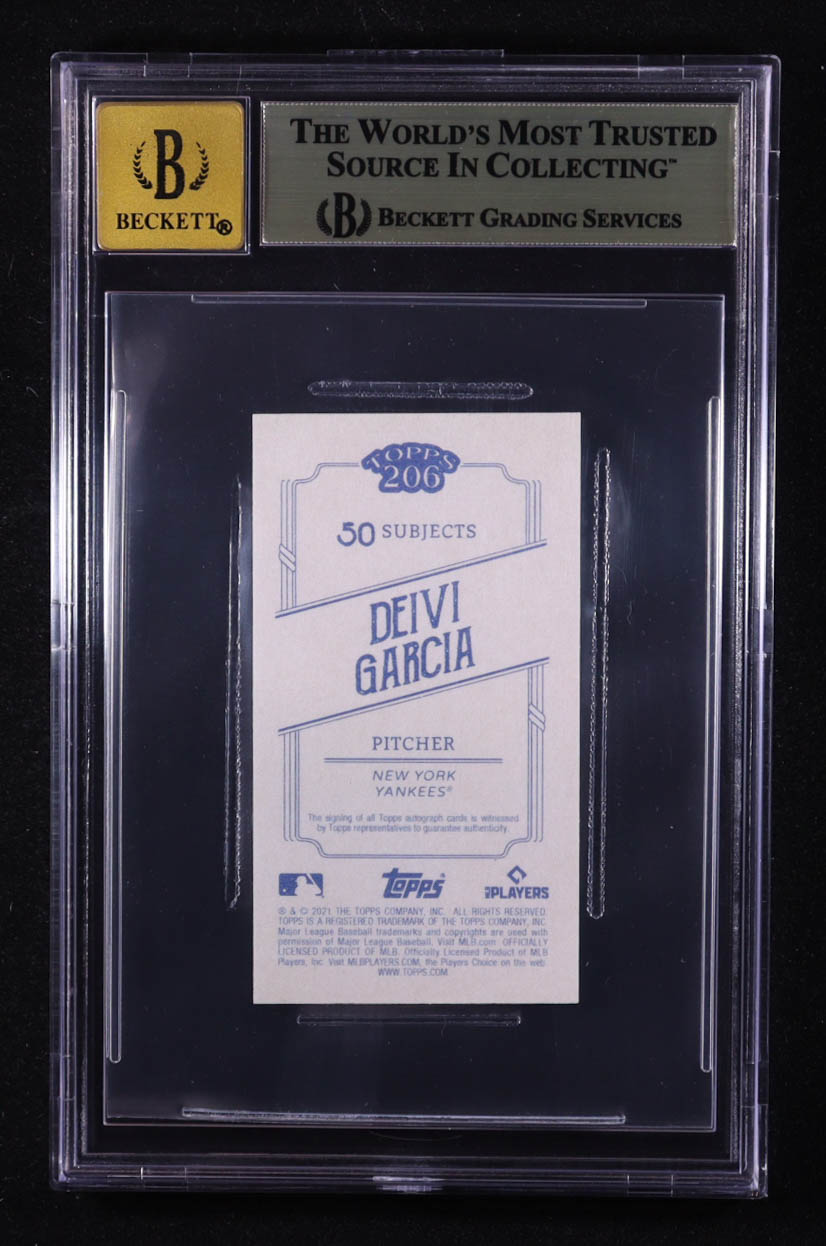 B
BECKETT®
THE WORLD'S MOST TRUSTED
SOURCE IN COLLECTING™
B BECKETT GRADING SERVICES
TOPPS
206
50 SUBJECTS
DEIVI
GARCIA
PITCHER
NEW YORK
YANKEES®
The signing of all Topps autograph cards is witnessed
by Topps representatives to guarantee authenticity.
Topps®
PLAYERS
® & © 2021 THE TOPPS COMPANY, INC. ALL RIGHTS RESERVED.
TOPPS IS A REGISTERED TRADEMARK OF THE TOPPS COMPANY, INC.
Major League Baseball trademarks and copyrights are used with
permission of Major League Baseball. Visit MLB.com. OFFICIALLY
LICENSED PRODUCT OF MLB. Officially Licensed Product of MLB
Players, Inc. Visit MLBPLAYERS.COM, the Players Choice on the web.
WWW.TOPPS.COM